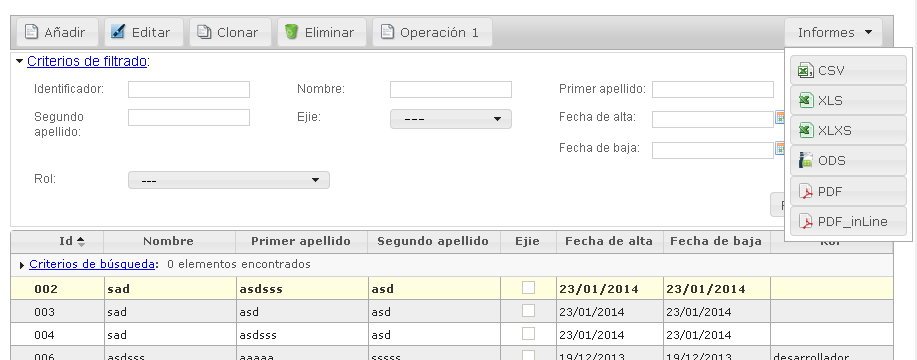 Añadir Editar Clonar Eliminar Operación 1 Informes
CSV
XLS
XLXS
ODS
PDF
PDF_inLine
Criterios de filtrado:
Identificador: Nombre: Primer apellido:
Segundo apellido: Ejie: --- Fecha de alta:
Fecha de baja:
Rol: ---
Id Nombre Primer apellido Segundo apellido Ejie Fecha de alta Fecha de baja Rol
Criterios de búsqueda: 0 elementos encontrados
002 sad asdsss asd 23/01/2014 23/01/2014
003 sad asd asd 23/01/2014 23/01/2014
004 sad asdsss asd 23/01/2014 23/01/2014
006 asdsss aaaaa sssss 19/12/2013 19/12/2013 desarrollador